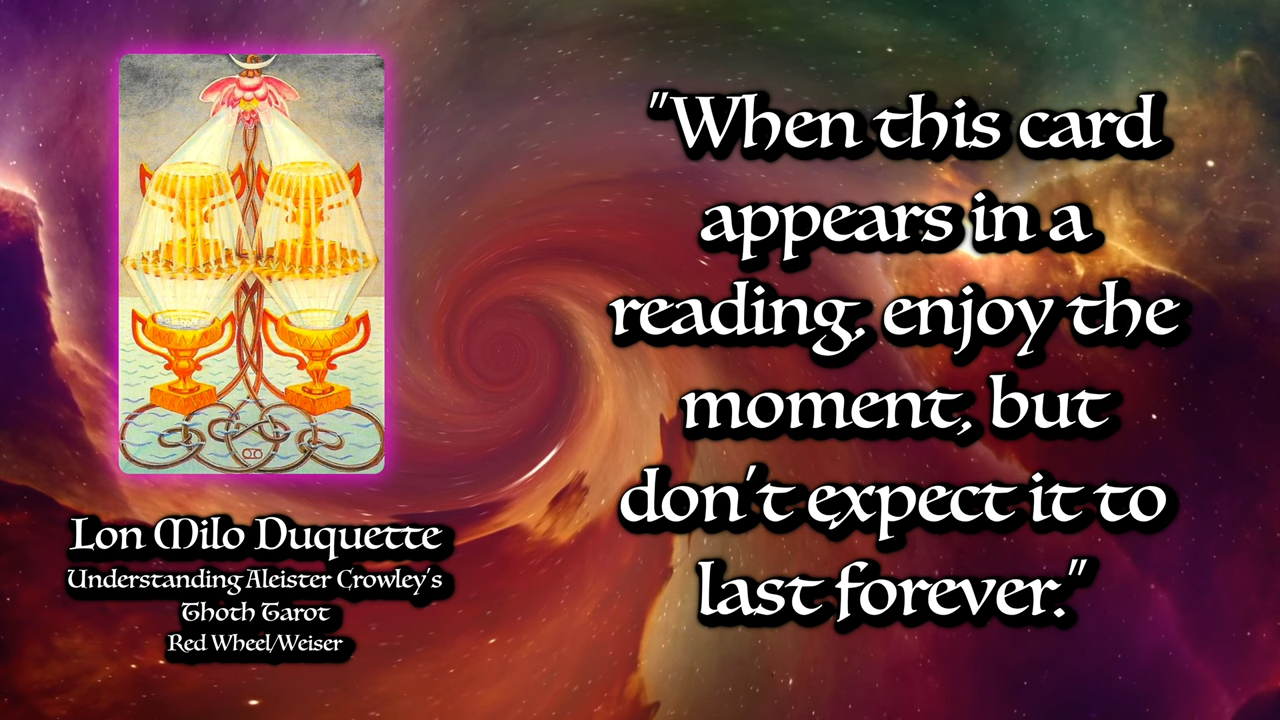 "When this card
appears in a
reading, enjoy the
moment, but
don't expect it to
last forever."
Lon Milo Duquette
Understanding Aleister Crowley's
Thoth Tarot
Red Wheel/Weiser